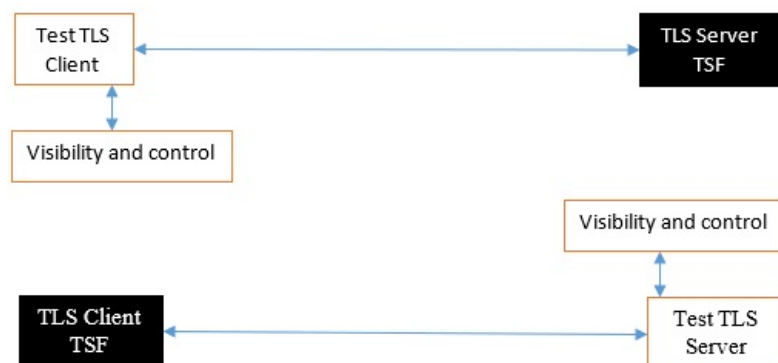 Test TLS
Client
TLS Server
TSF
Visibility and control
Visibility and control
TLS Client
TSF
Test TLS
Server